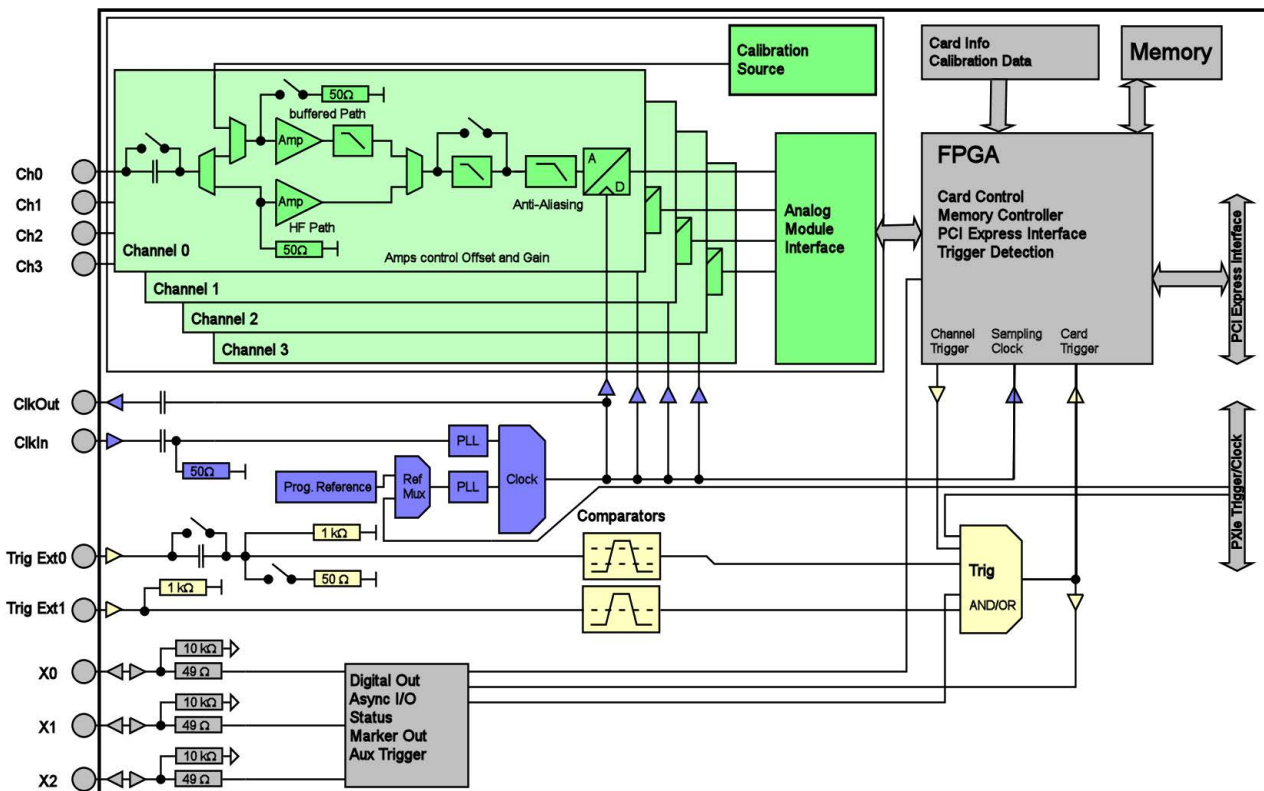 Calibration
Source
Card Info
Calibration Data
Memory
50Ω
buffered Path
Amp
Amp
HF Path
50Ω
Anti-Aliasing
A
D
Channel 0
Amps control Offset and Gain
Channel 1
Channel 2
Channel 3
Ch0
Ch1
Ch2
Ch3
Analog
Module
Interface
FPGA
Card Control
Memory Controller
PCI Express Interface
Trigger Detection
Channel
Trigger
Sampling
Clock
Card
Trigger
PCI Express Interface
ClkOut
ClkIn
50Ω
PLL
Prog. Reference
Ref
Mux
PLL
Clock
PXIe Trigger/Clock
Comparators
Trig Ext0
1 kΩ
50 Ω
Trig Ext1
1 kΩ
Trig
AND/OR
X0
10 kΩ
49 Ω
X1
10 kΩ
49 Ω
X2
10 kΩ
49 Ω
Digital Out
Async I/O
Status
Marker Out
Aux Trigger